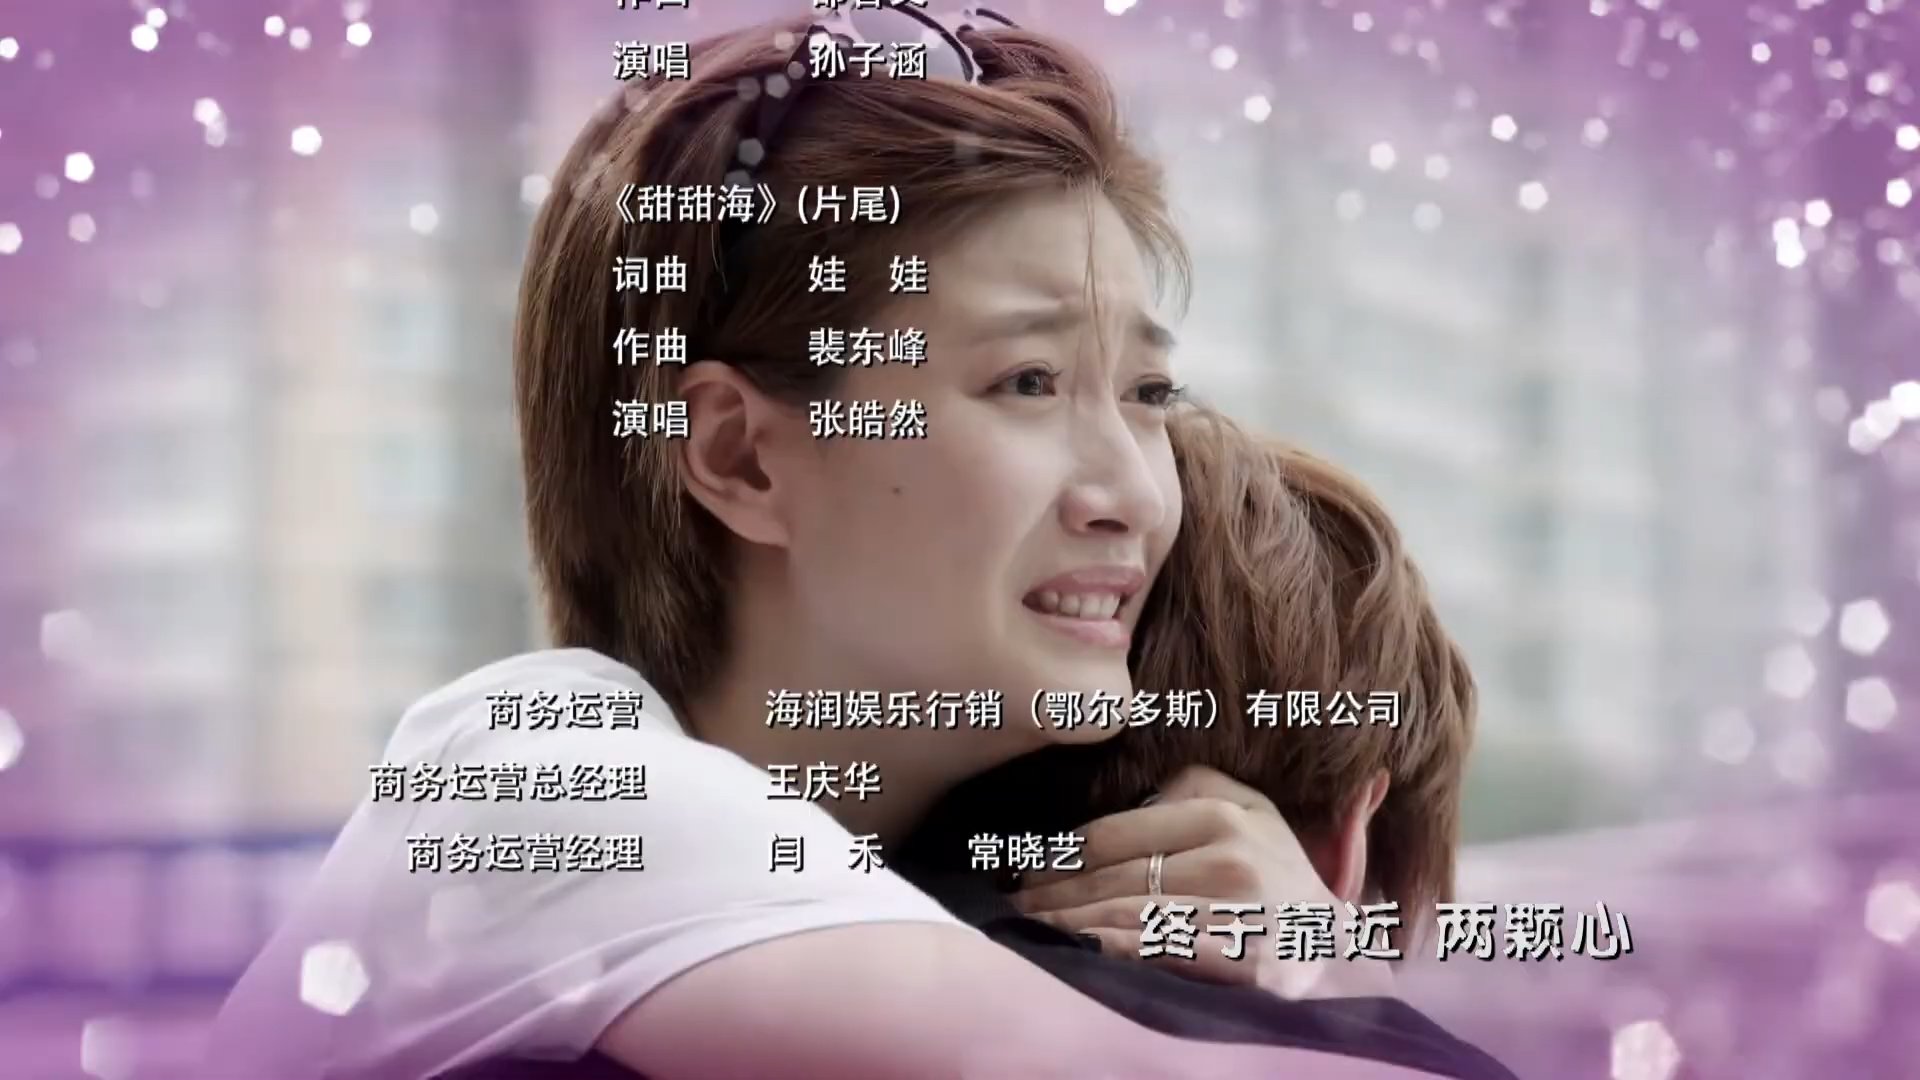 演唱 孙子涵
《甜甜海》(片尾)
词曲 娃 娃
作曲 裴东峰
演唱 张皓然
商务运营 海润娱乐行销（鄂尔多斯）有限公司
商务运营总经理 王庆华
商务运营经理 闫 禾 常晓艺
终于靠近 两颗心